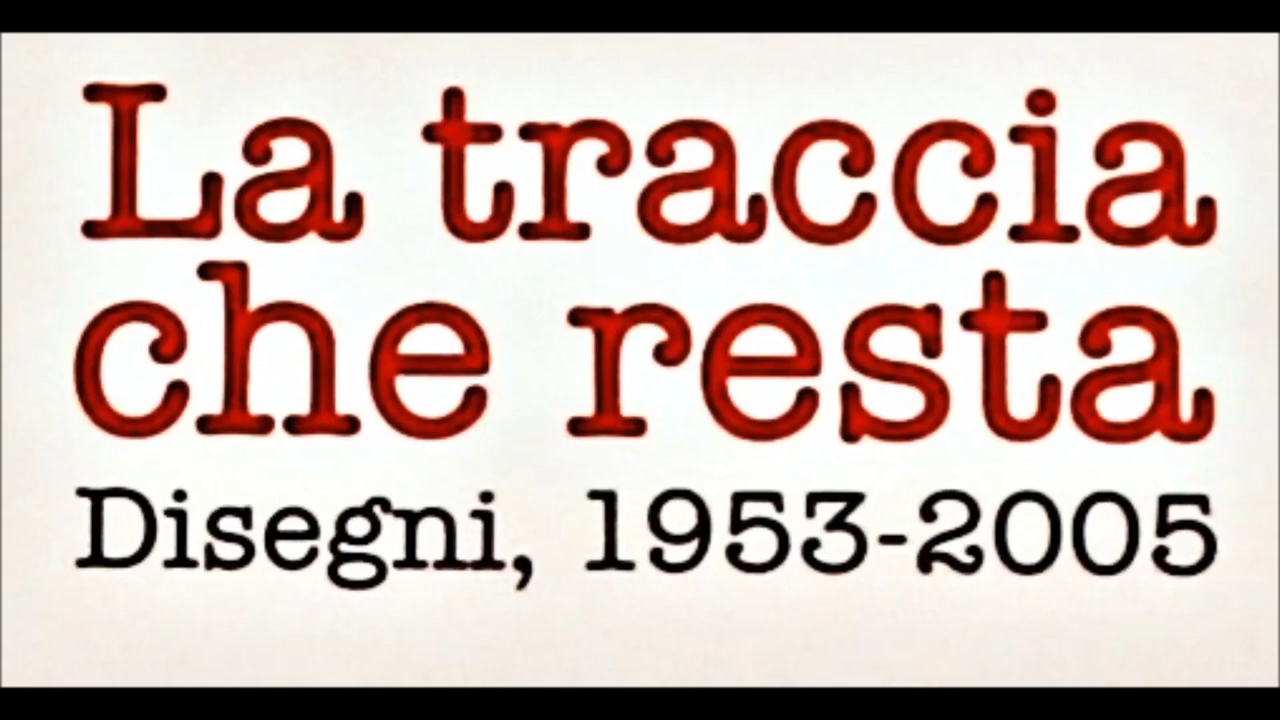 La traccia
che resta
Disegni, 1953-2005